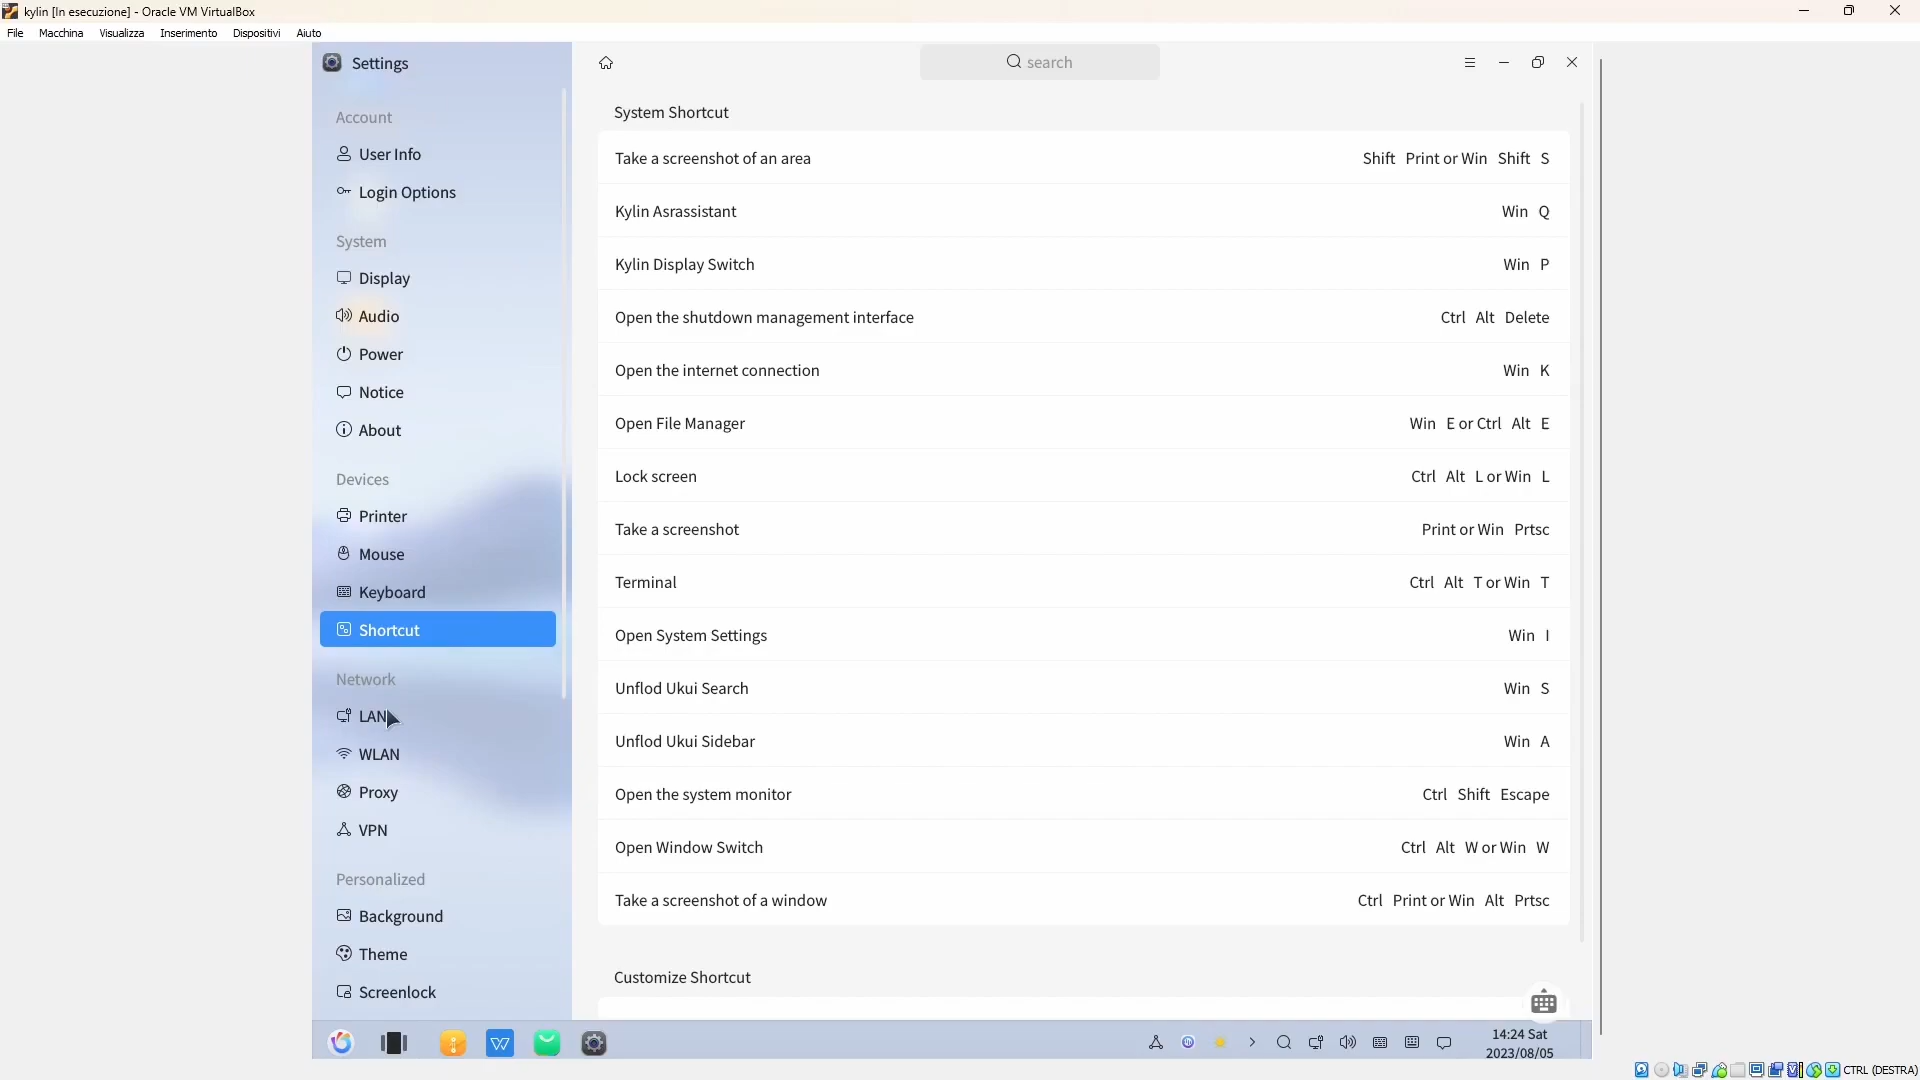 kylin [In esecuzione] - Oracle VM VirtualBox
File Macchina Visualizza Inserimento Dispositivi Aiuto
Settings
search
Account
User Info
Login Options
System
Display
Audio
Power
Notice
About
Devices
Printer
Mouse
Keyboard
Shortcut
Network
LAN
WLAN
Proxy
VPN
Personalized
Background
Theme
Screenlock
System Shortcut
Take a screenshot of an area Shift Print or Win Shift S
Kylin Asrassistant Win Q
Kylin Display Switch Win P
Open the shutdown management interface Ctrl Alt Delete
Open the internet connection Win K
Open File Manager Win E or Ctrl Alt E
Lock screen Ctrl Alt L or Win L
Take a screenshot Print or Win Prtsc
Terminal Ctrl Alt T or Win T
Open System Settings Win I
Unflod Ukui Search Win S
Unflod Ukui Sidebar Win A
Open the system monitor Ctrl Shift Escape
Open Window Switch Ctrl Alt W or Win W
Take a screenshot of a window Ctrl Print or Win Alt Prtsc
Customize Shortcut
14:24 Sat
2023/08/05
CTRL (DESTRA)